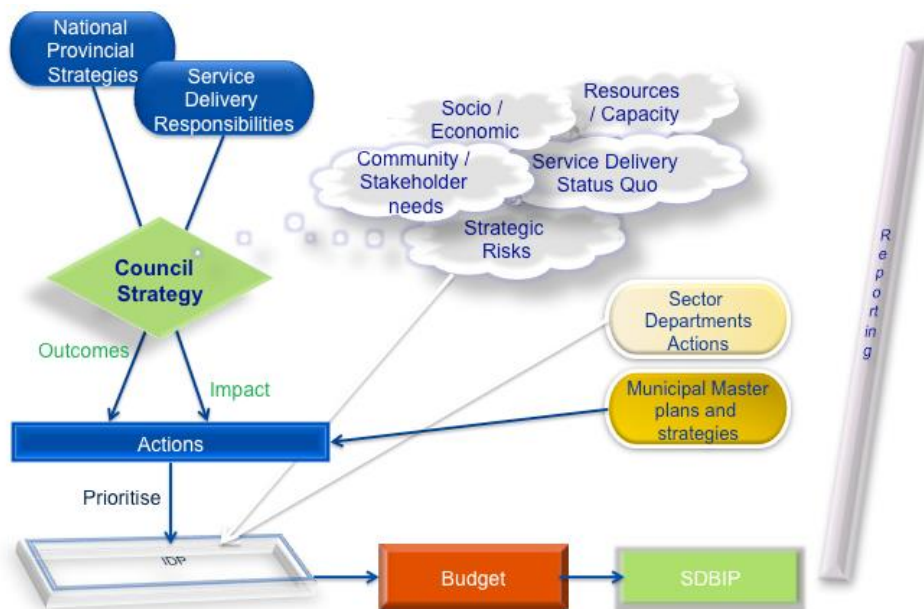 National
Provincial
Strategies
Service
Delivery
Responsibilities
Socio /
Economic
Resources
/ Capacity
Community /
Stakeholder
needs
Service Delivery
Status Quo
Strategic
Risks
Council
Strategy
Outcomes
Impact
Sector
Departments
Actions
Municipal Master
plans and
strategies
Actions
Prioritise
IDP
Budget
SDBIP
Reporting